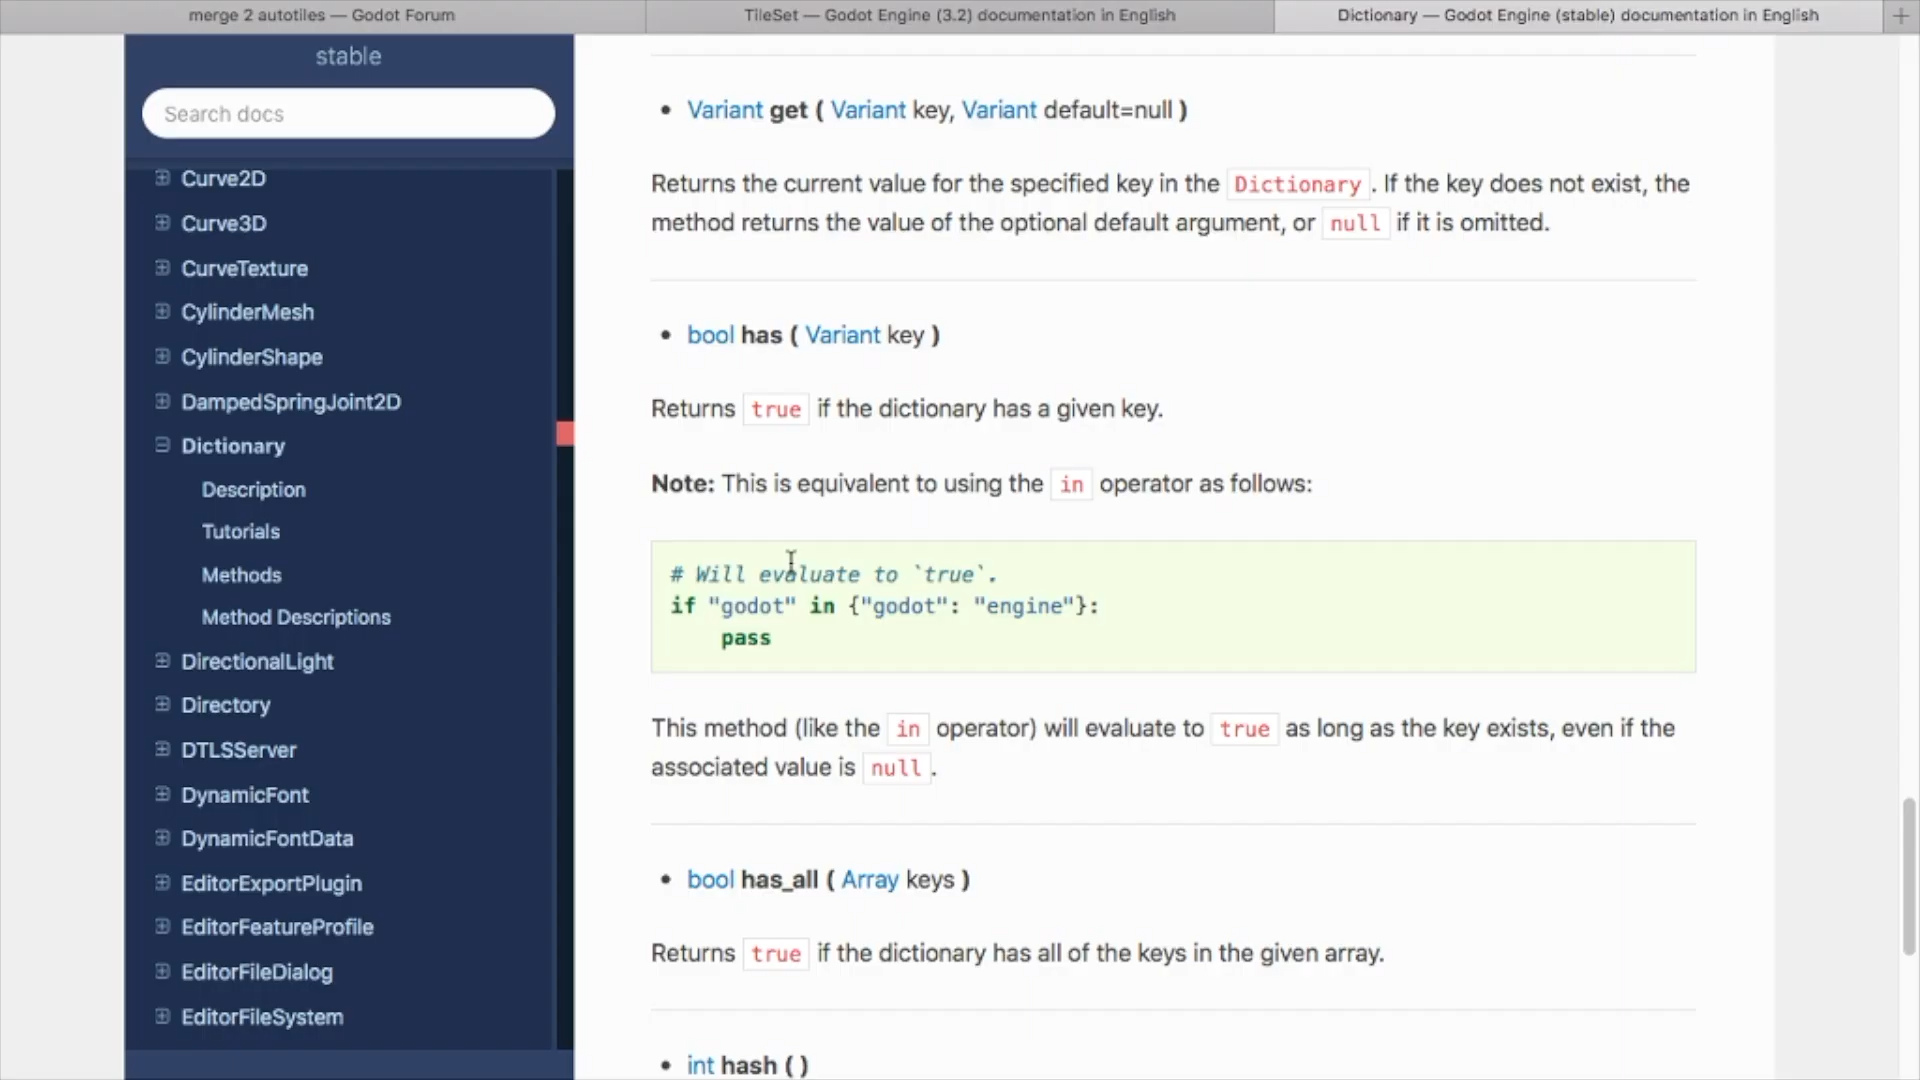 merge 2 autotiles — Godot Forum
TileSet — Godot Engine (3.2) documentation in English
Dictionary — Godot Engine (stable) documentation in English
stable
Search docs
Curve2D
Curve3D
CurveTexture
CylinderMesh
CylinderShape
DampedSpringJoint2D
Dictionary
Description
Tutorials
Methods
Method Descriptions
DirectionalLight
Directory
DTLSServer
DynamicFont
DynamicFontData
EditorExportPlugin
EditorFeatureProfile
EditorFileDialog
EditorFileSystem
• Variant get ( Variant key, Variant default=null )
Returns the current value for the specified key in the Dictionary . If the key does not exist, the
method returns the value of the optional default argument, or null if it is omitted.
• bool has ( Variant key )
Returns true if the dictionary has a given key.
Note: This is equivalent to using the in operator as follows:
# Will evaluate to `true`.
if "godot" in {"godot": "engine"}:
pass
This method (like the in operator) will evaluate to true as long as the key exists, even if the
associated value is null .
• bool has_all ( Array keys )
Returns true if the dictionary has all of the keys in the given array.
• int hash ( )